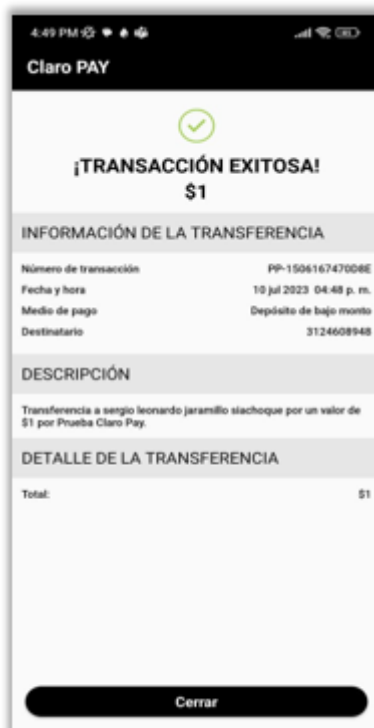 4:49 PM
Claro PAY
¡TRANSACCIÓN EXITOSA!
$1
INFORMACIÓN DE LA TRANSFERENCIA
Número de transacción PP-1506167470D8E
Fecha y hora 10 jul 2023 04:48 p. m.
Medio de pago Depósito de bajo monto
Destinatario 3124608948
DESCRIPCIÓN
Transferencia a sergio leonardo jaramillo siachoque por un valor de
$1 por Prueba Claro Pay.
DETALLE DE LA TRANSFERENCIA
Total: $1
Cerrar